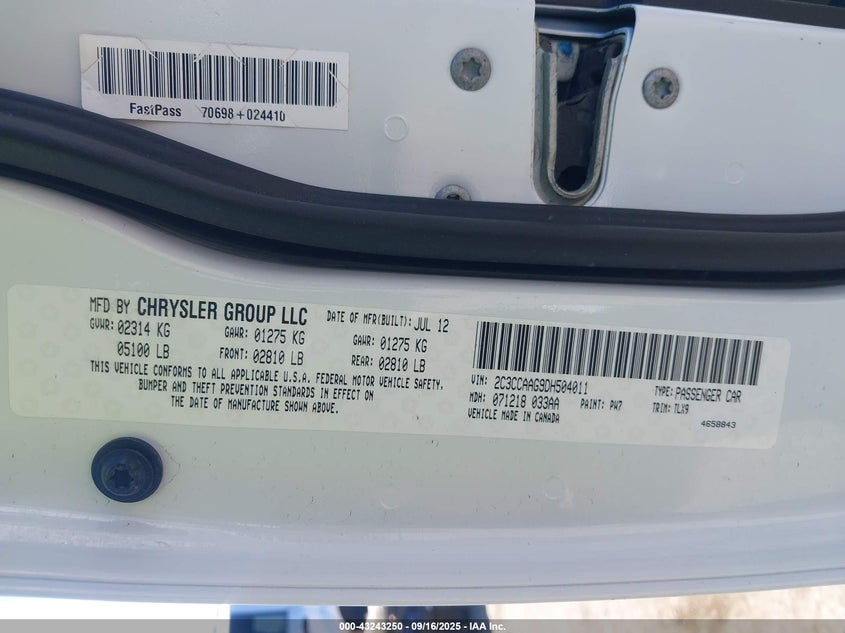 FastPass 70698+024410
MFD BY CHRYSLER GROUP LLC
DATE OF MFR(BUILT): JUL 12
GVWR: 02314 KG
GAWR: 01275 KG
GAWR: 01275 KG
05100 LB
FRONT: 02810 LB
REAR: 02810 LB
THIS VEHICLE CONFORMS TO ALL APPLICABLE U.S.A. FEDERAL MOTOR VEHICLE SAFETY,
BUMPER AND THEFT PREVENTION STANDARDS IN EFFECT ON
THE DATE OF MANUFACTURE SHOWN ABOVE.
VIN: 2C3CCAAG9DH504011
TYPE: PASSENGER CAR
MDH: 071218 033AA
PAINT: PW7
TRIM: TLX9
VEHICLE MADE IN CANADA
4658843
000-43243250 - 09/16/2025 - IAA Inc.